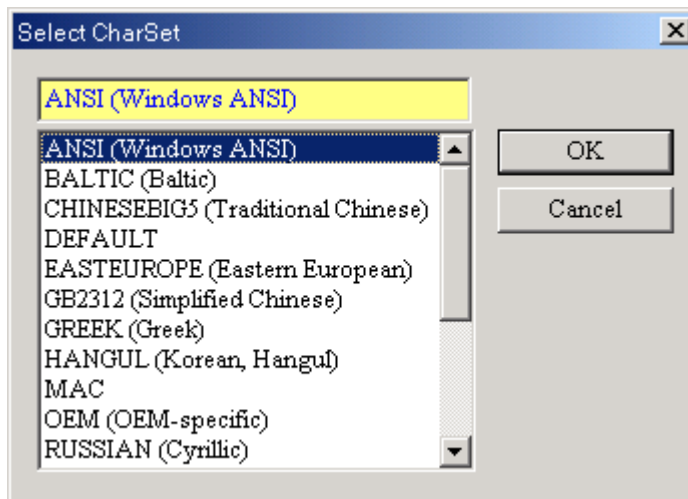 Select CharSet
ANSI (Windows ANSI)
ANSI (Windows ANSI)
BALTIC (Baltic)
CHINESEBIG5 (Traditional Chinese)
DEFAULT
EASTEUROPE (Eastern European)
GB2312 (Simplified Chinese)
GREEK (Greek)
HANGUL (Korean, Hangul)
MAC
OEM (OEM-specific)
RUSSIAN (Cyrillic)
OK
Cancel